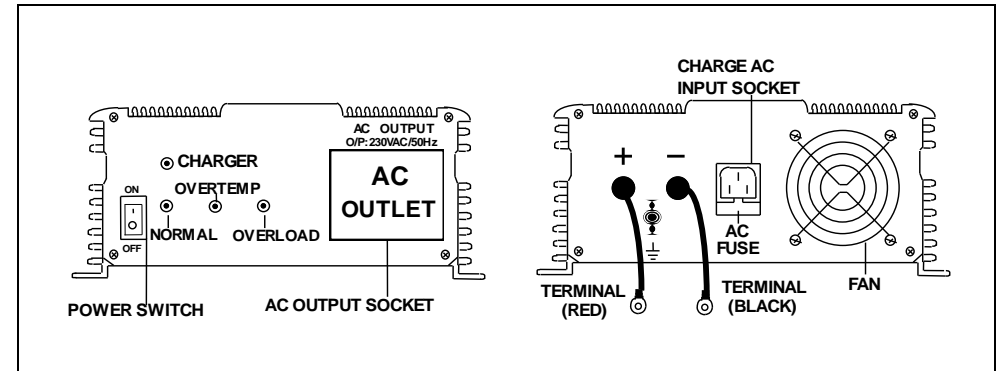 AC OUTPUT
O/P:230VAC/50Hz
CHARGER
AC
OUTLET
OVERTEMP
ON
OFF
NORMAL
OVERLOAD
POWER SWITCH
AC OUTPUT SOCKET
CHARGE AC
INPUT SOCKET
+
−
AC
FUSE
TERMINAL
(RED)
TERMINAL
(BLACK)
FAN